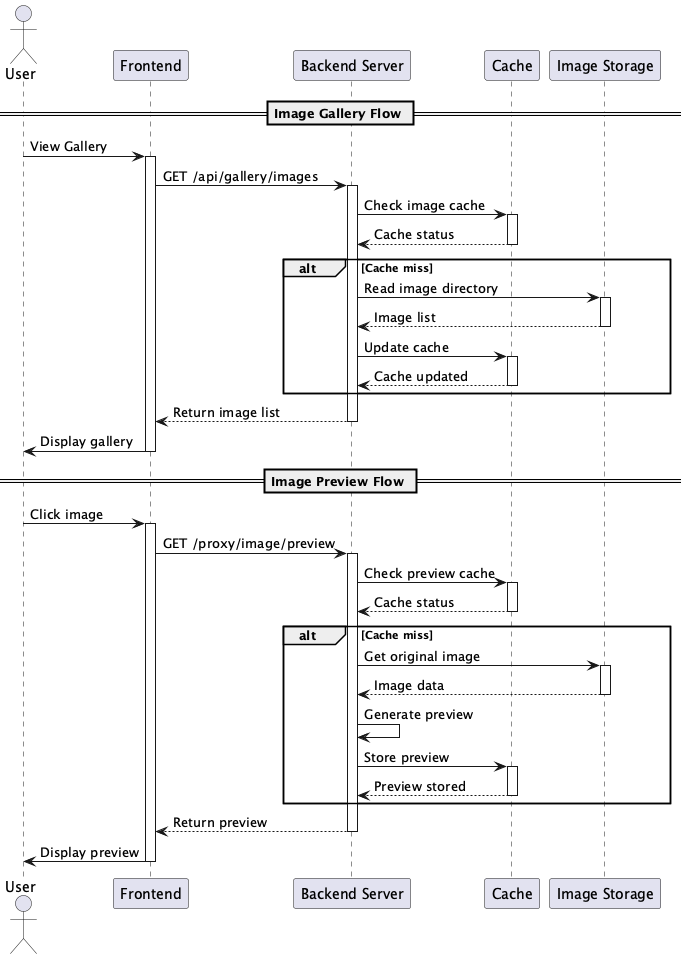 User
Frontend
Backend Server
Cache
Image Storage
Image Gallery Flow
View Gallery
GET /api/gallery/images
Check image cache
Cache status
alt
[Cache miss]
Read image directory
Image list
Update cache
Cache updated
Return image list
Display gallery
Image Preview Flow
Click image
GET /proxy/image/preview
Check preview cache
Cache status
alt
[Cache miss]
Get original image
Image data
Generate preview
Store preview
Preview stored
Return preview
Display preview
User
Frontend
Backend Server
Cache
Image Storage